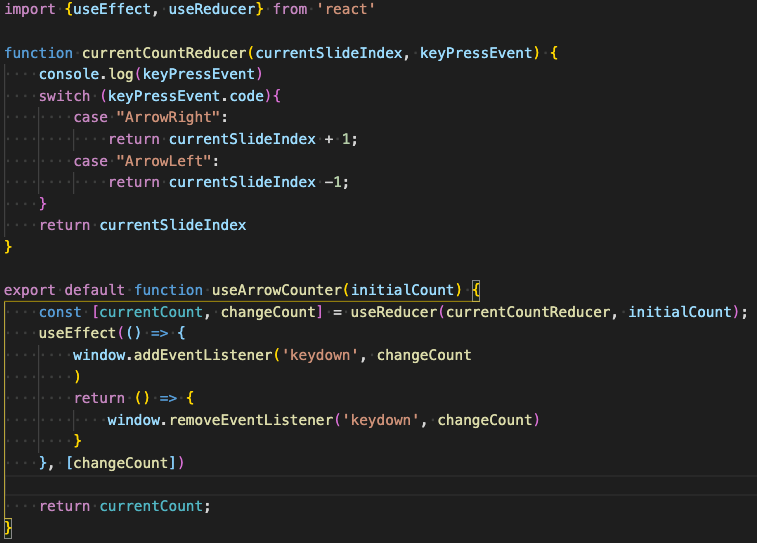 import {useEffect, useReducer} from 'react'
function currentCountReducer(currentSlideIndex, keyPressEvent) {
console.log(keyPressEvent)
switch (keyPressEvent.code){
case "ArrowRight":
return currentSlideIndex + 1;
case "ArrowLeft":
return currentSlideIndex -1;
}
return currentSlideIndex
}
export default function useArrowCounter(initialCount) {
const [currentCount, changeCount] = useReducer(currentCountReducer, initialCount);
useEffect(() => {
window.addEventListener('keydown', changeCount
)
return () => {
window.removeEventListener('keydown', changeCount)
}
}, [changeCount])
return currentCount;
}